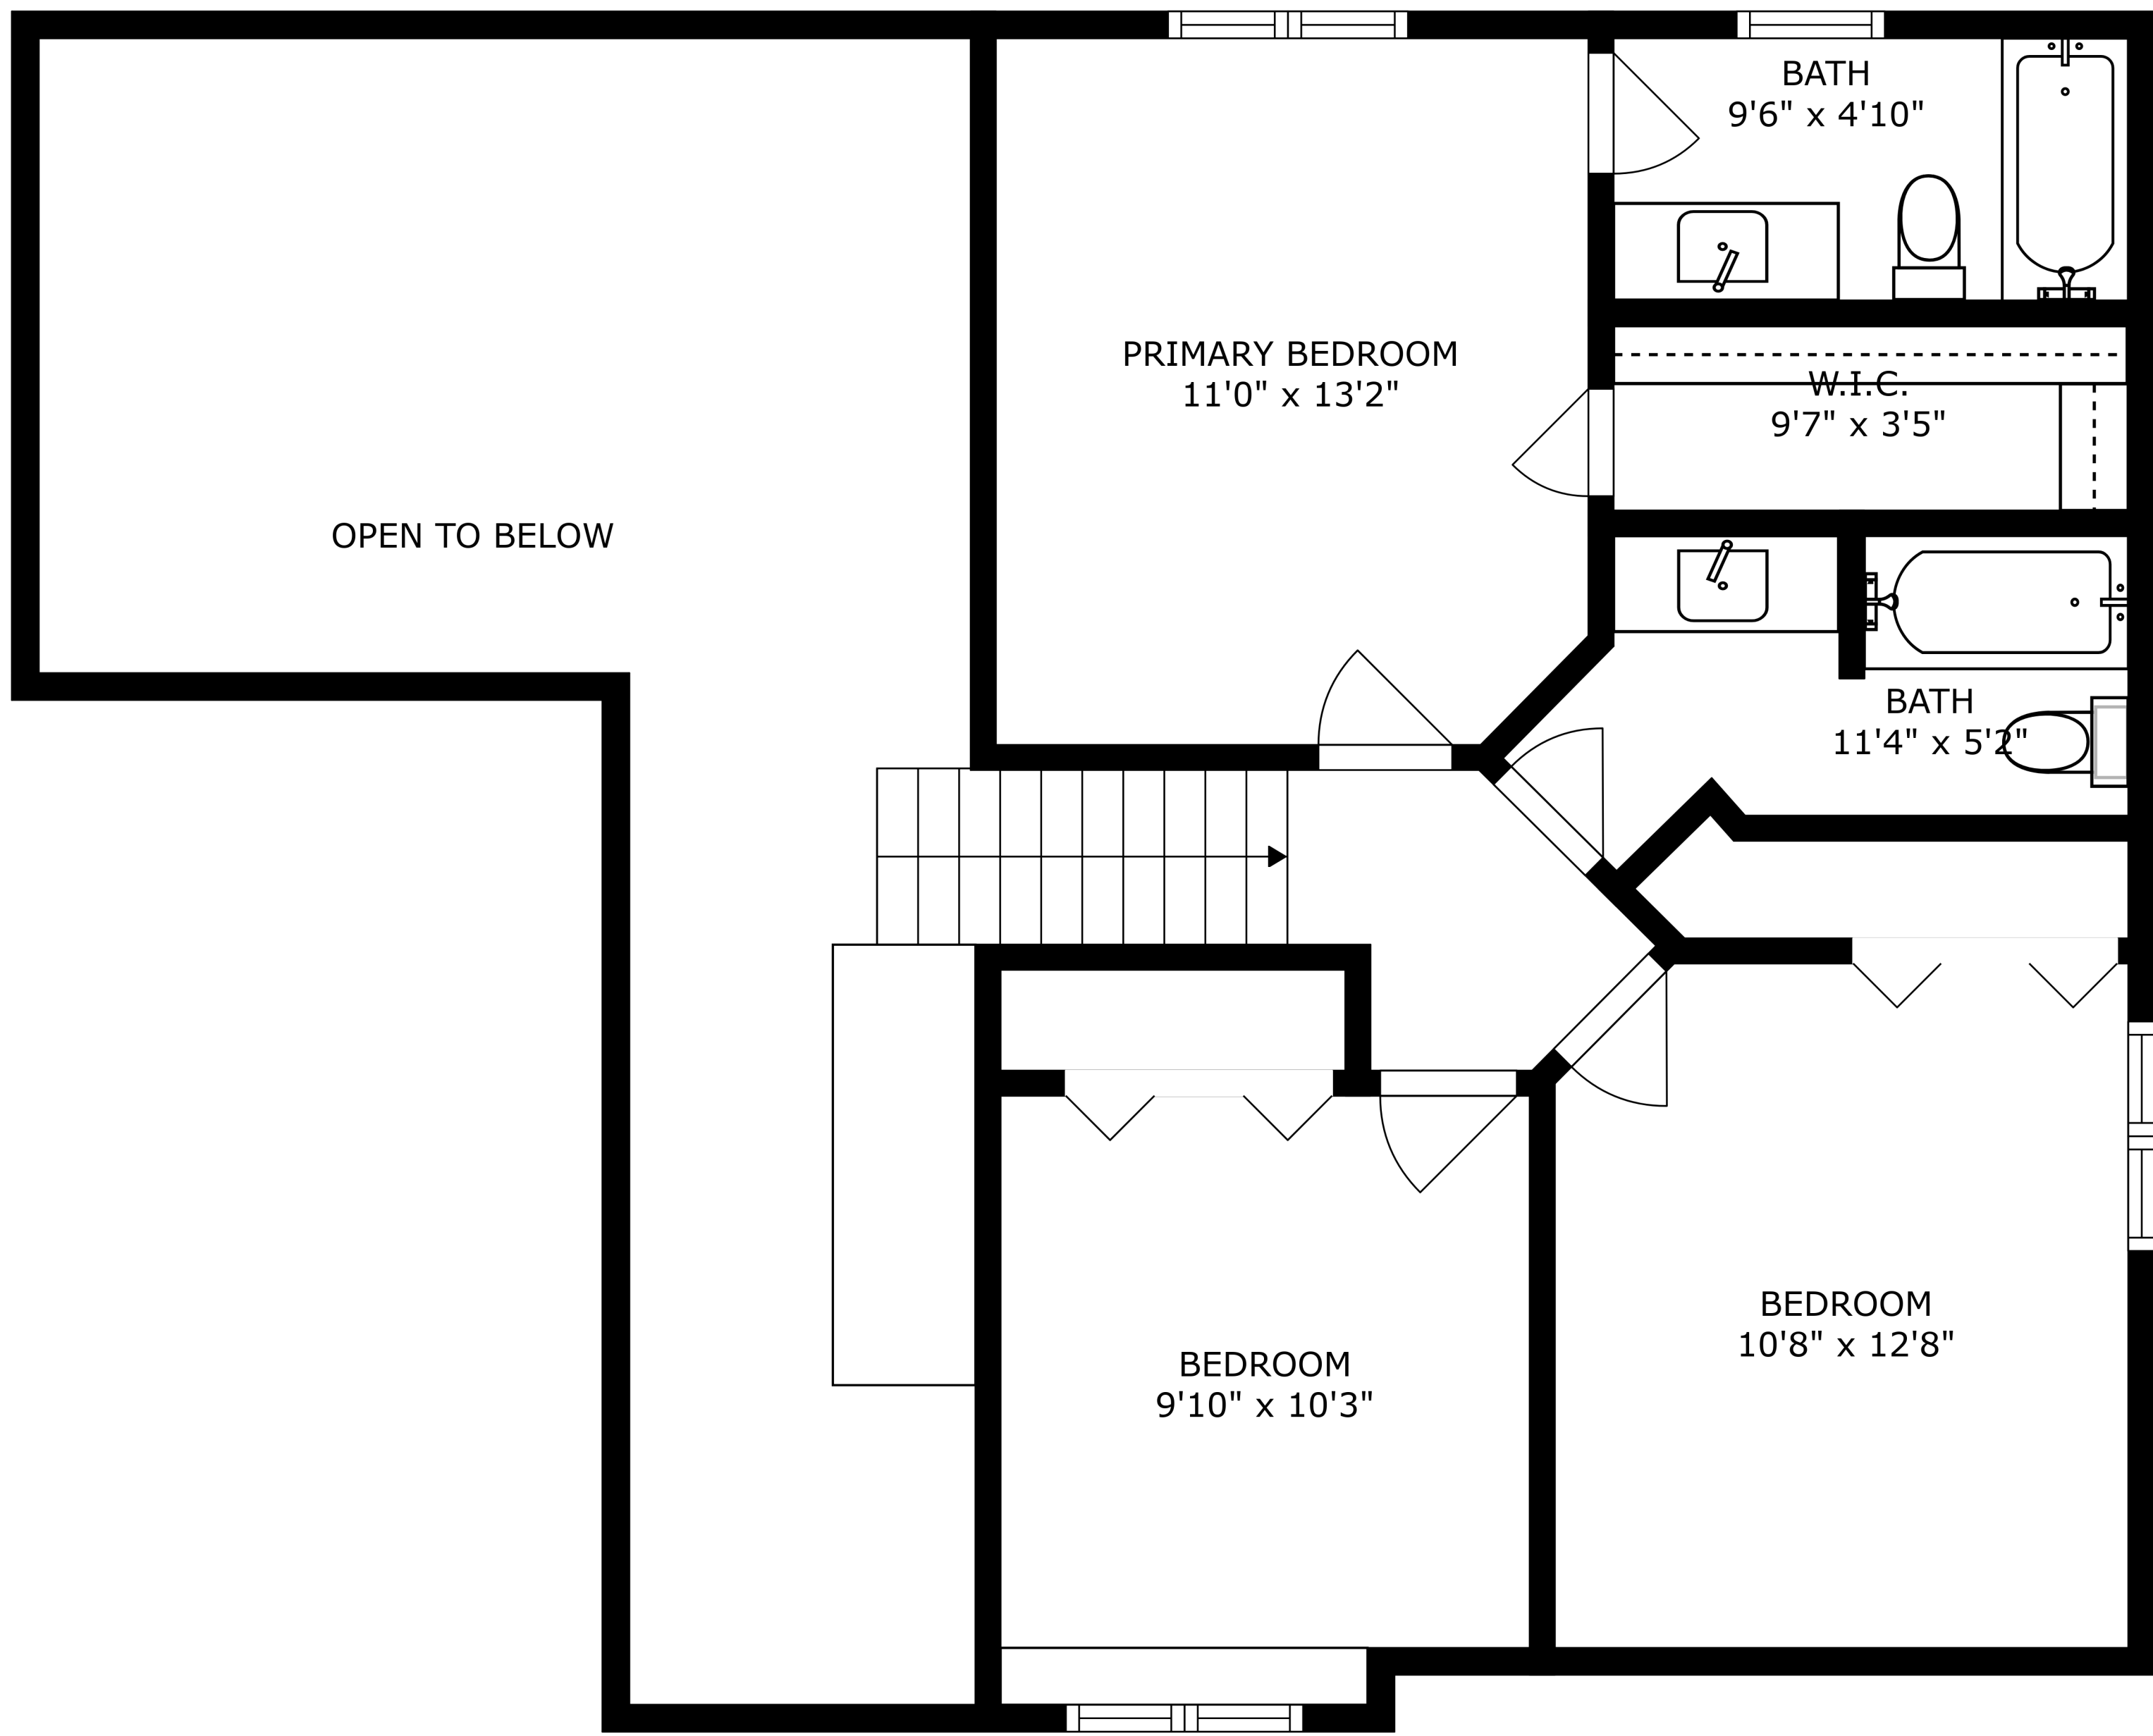 BATH
9'6" x 4'10"
PRIMARY BEDROOM
11'0" x 13'2"
W.I.C.
9'7" x 3'5"
OPEN TO BELOW
BATH
11'4" x 5'2"
BEDROOM
10'8" x 12'8"
BEDROOM
9'10" x 10'3"